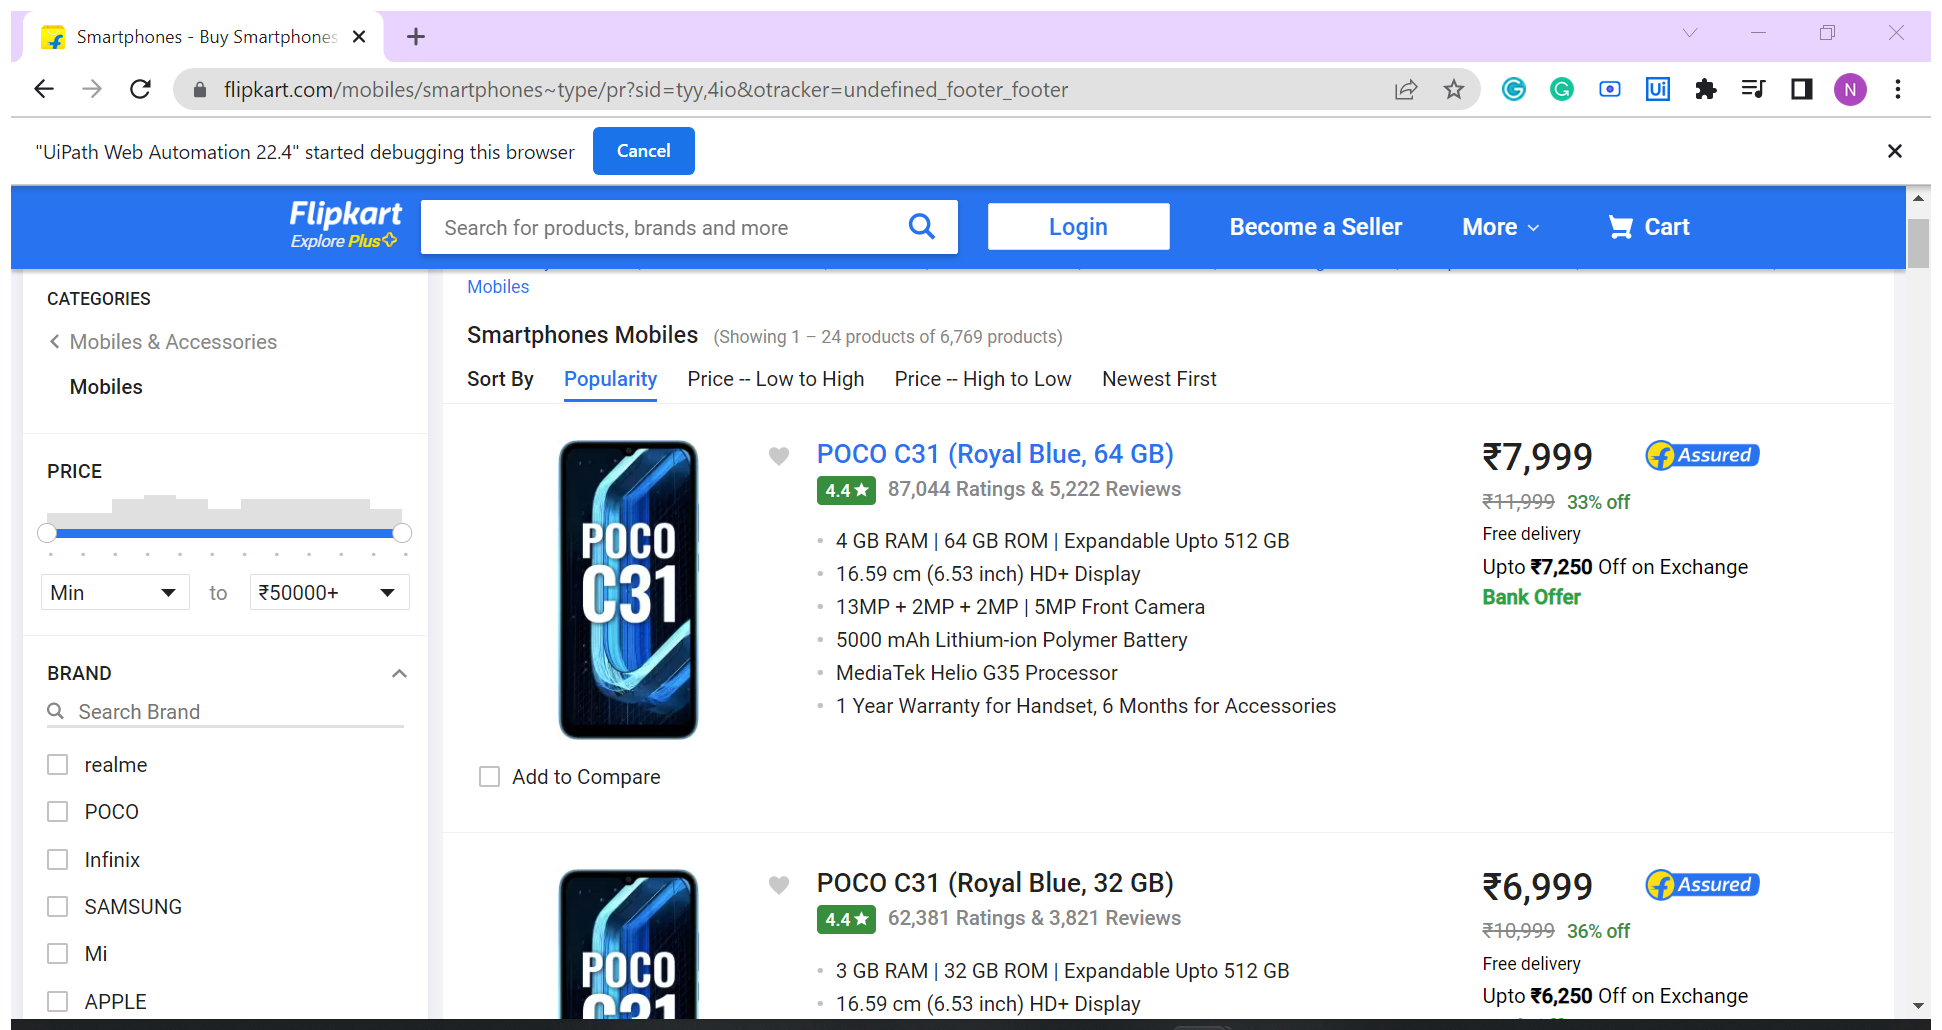 Smartphones - Buy Smartphones
flipkart.com/mobiles/smartphones~type/pr?sid=tyy,4io&otracker=undefined_footer_footer
Ui
N
"UiPath Web Automation 22.4" started debugging this browser
Cancel
Flipkart
Explore Plus
Search for products, brands and more
Login
Become a Seller
More
Cart
CATEGORIES
Mobiles & Accessories
Mobiles
PRICE
Min
to
₹50000+
BRAND
Search Brand
realme
POCO
Infinix
SAMSUNG
Mi
APPLE
Mobiles
Smartphones Mobiles (Showing 1 – 24 products of 6,769 products)
Sort By Popularity Price -- Low to High Price -- High to Low Newest First
POCO
C31
Add to Compare
POCO C31 (Royal Blue, 64 GB)
4.4★ 87,044 Ratings & 5,222 Reviews
• 4 GB RAM | 64 GB ROM | Expandable Upto 512 GB
• 16.59 cm (6.53 inch) HD+ Display
• 13MP + 2MP + 2MP | 5MP Front Camera
• 5000 mAh Lithium-ion Polymer Battery
• MediaTek Helio G35 Processor
• 1 Year Warranty for Handset, 6 Months for Accessories
₹7,999
Assured
₹11,999 33% off
Free delivery
Upto ₹7,250 Off on Exchange
Bank Offer
POCO
C31
POCO C31 (Royal Blue, 32 GB)
4.4★ 62,381 Ratings & 3,821 Reviews
• 3 GB RAM | 32 GB ROM | Expandable Upto 512 GB
• 16.59 cm (6.53 inch) HD+ Display
₹6,999
Assured
₹10,999 36% off
Free delivery
Upto ₹6,250 Off on Exchange